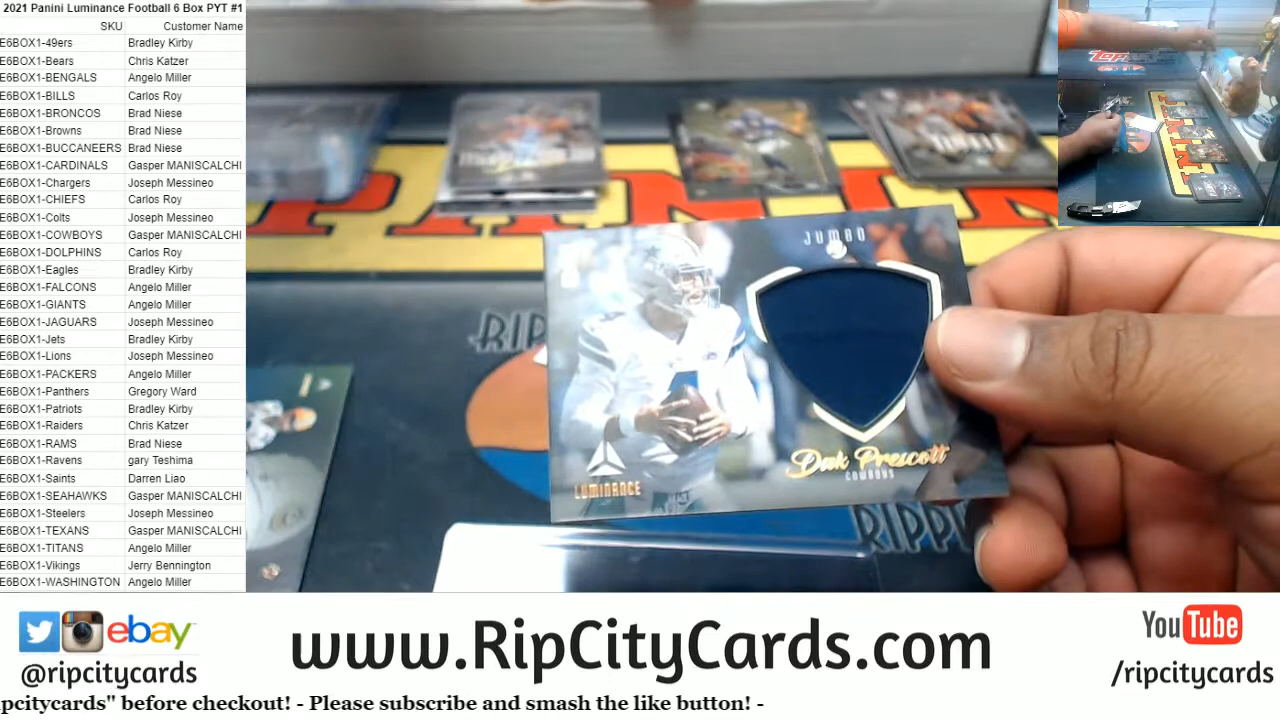 2021 Panini Luminance Football 6 Box PYT #1
SKU Customer Name
E6BOX1-49ers Bradley Kirby
E6BOX1-Bears Chris Katzer
E6BOX1-BENGALS Angelo Miller
E6BOX1-BILLS Carlos Roy
E6BOX1-BRONCOS Brad Niese
E6BOX1-Browns Brad Niese
E6BOX1-BUCCANEERS Brad Niese
E6BOX1-CARDINALS Gasper MANISCALCHI
E6BOX1-Chargers Joseph Messineo
E6BOX1-CHIEFS Carlos Roy
E6BOX1-Colts Joseph Messineo
E6BOX1-COWBOYS Gasper MANISCALCHI
E6BOX1-DOLPHINS Carlos Roy
E6BOX1-Eagles Bradley Kirby
E6BOX1-FALCONS Angelo Miller
E6BOX1-GIANTS Angelo Miller
E6BOX1-JAGUARS Joseph Messineo
E6BOX1-Jets Bradley Kirby
E6BOX1-Lions Joseph Messineo
E6BOX1-PACKERS Angelo Miller
E6BOX1-Panthers Gregory Ward
E6BOX1-Patriots Bradley Kirby
E6BOX1-Raiders Chris Katzer
E6BOX1-RAMS Brad Niese
E6BOX1-Ravens gary Teshima
E6BOX1-Saints Darren Liao
E6BOX1-SEAHAWKS Gasper MANISCALCHI
E6BOX1-Steelers Joseph Messineo
E6BOX1-TEXANS Gasper MANISCALCHI
E6BOX1-TITANS Angelo Miller
E6BOX1-Vikings Jerry Bennington
E6BOX1-WASHINGTON Angelo Miller
PANINI
JUMBO
Dak Prescott
COWBOYS
LUMINANCE
RIP
RIPPI
ebay
@ripcitycards
www.RipCityCards.com
YouTube
/ripcitycards
pcitycards" before checkout! - Please subscribe and smash the like button! -